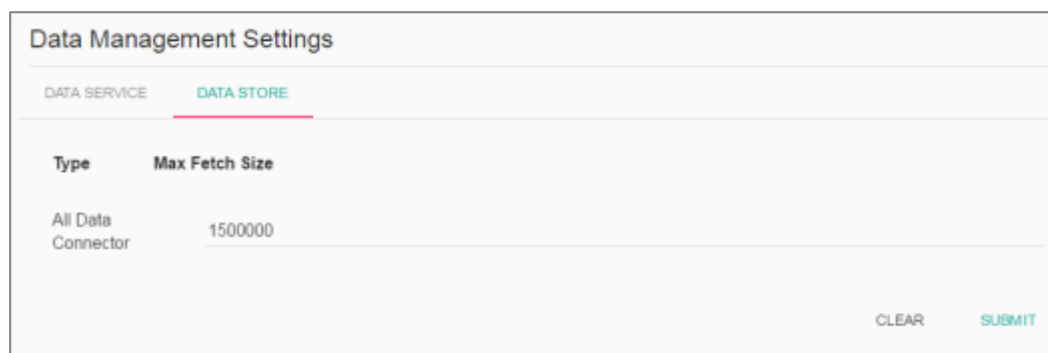 Data Management Settings
DATA SERVICE DATA STORE
Type Max Fetch Size
All Data
Connector
1500000
CLEAR SUBMIT